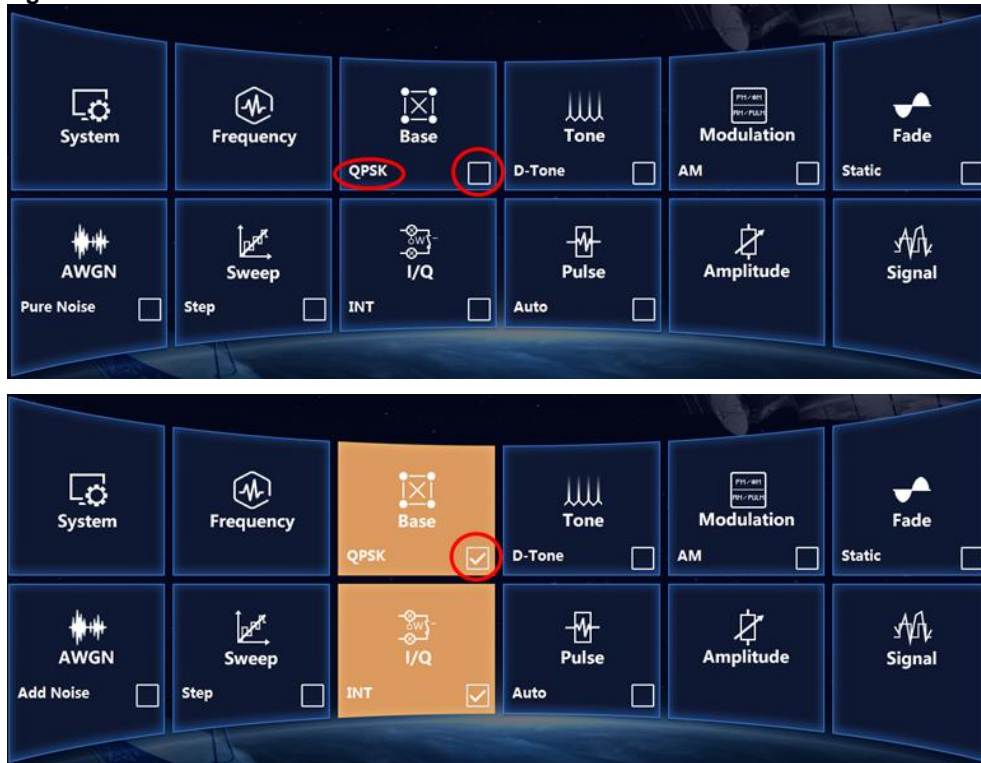 System Frequency Base Tone Modulation Fade
QPSK D-Tone AM Static
AWGN Sweep I/Q Pulse Amplitude Signal
Pure Noise Step INT Auto
System Frequency Base Tone Modulation Fade
QPSK D-Tone AM Static
AWGN Sweep I/Q Pulse Amplitude Signal
Add Noise Step INT Auto